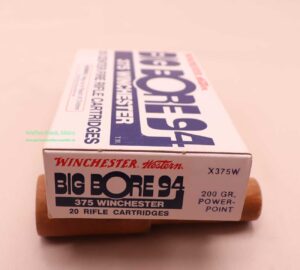 WINCHESTER Western
BIG BORE 94
375 WINCHESTER
20 RIFLE CARTRIDGES
X375W
200 GR.
POWER-
POINT
BIG BORE 94
375 WINCHESTER
20 CENTER FIRE RIFLE CARTRIDGES